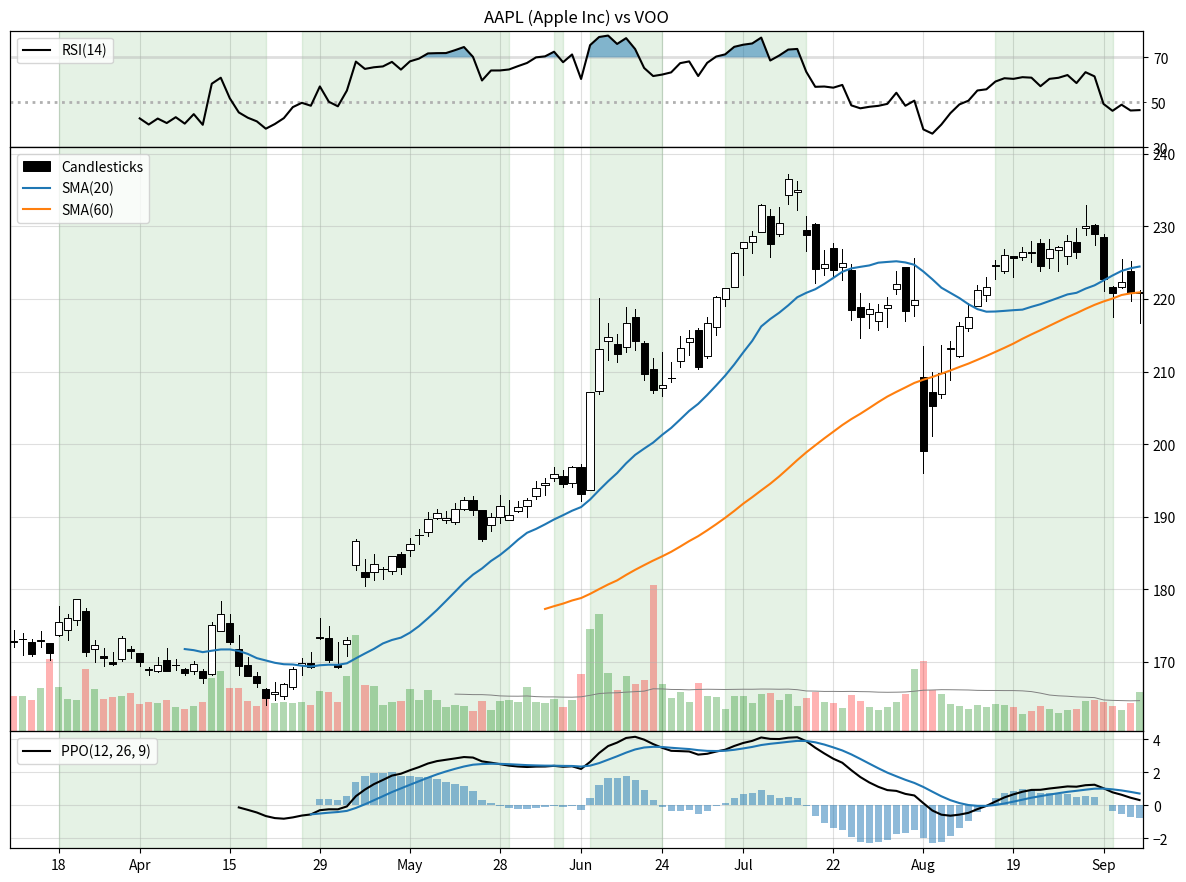 AAPL (Apple Inc) vs VOO
RSI(14)
70
50
30
Candlesticks
SMA(20)
SMA(60)
240
230
220
210
200
190
180
170
PPO(12, 26, 9)
4
2
0
−2
18 Apr 15 29 May 28 Jun 24 Jul 22 Aug 19 Sep